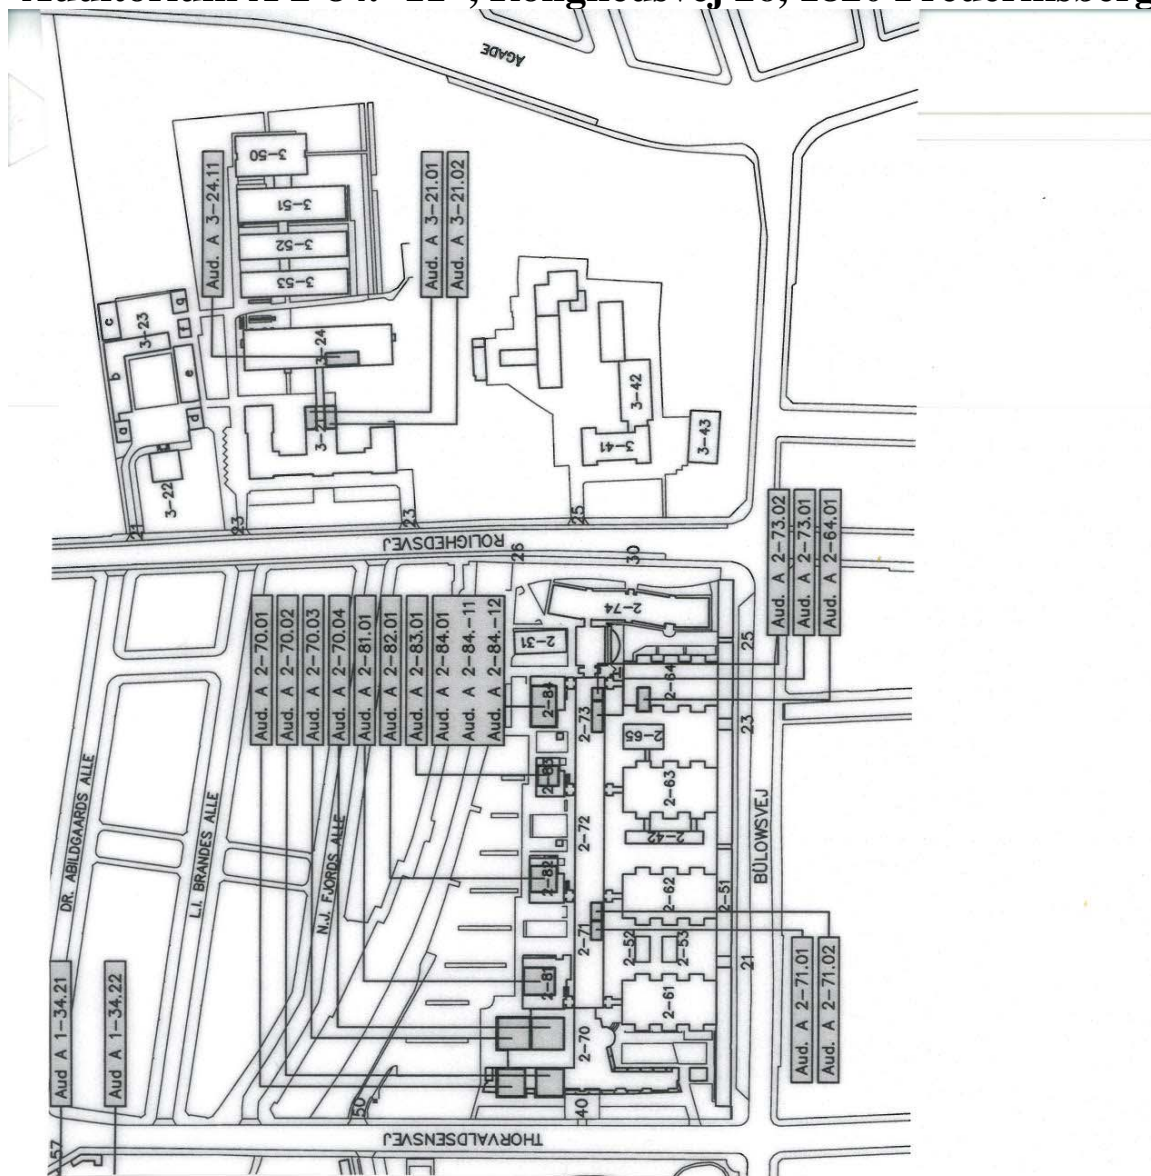 AGADE
3-50
3-51
3-52
3-53
Aud. A 3-24.11
Aud. A 3-21.01
Aud. A 3-21.02
c
g
f
3-23
b
e
a
d
3-24
3-21
3-22
3-42
3-41
3-43
21
23
23
25
ROLIGHEDSVEJ
26
30
Aud. A 2-73.02
Aud. A 2-73.01
Aud. A 2-64.01
Aud. A 2-70.01
Aud. A 2-70.02
Aud. A 2-70.03
Aud. A 2-70.04
Aud. A 2-81.01
Aud. A 2-82.01
Aud. A 2-83.01
Aud. A 2-84.01
Aud. A 2-84.-11
Aud. A 2-84.-12
2-74
2-31
25
2-64
2-84
2-73
2-65
23
2-83
2-63
2-72
2-42
DR. ABILDGAARDS ALLE
L.I. BRANDES ALLE
N.J. FJORDS ALLE
BÜLOWSVEJ
2-82
2-62
2-51
2-71
2-52
2-53
21
2-81
2-61
2-70
Aud. A 2-71.01
Aud. A 2-71.02
Aud A 1-34.21
Aud A 1-34.22
50
40
57
THORVALDSENSVEJ